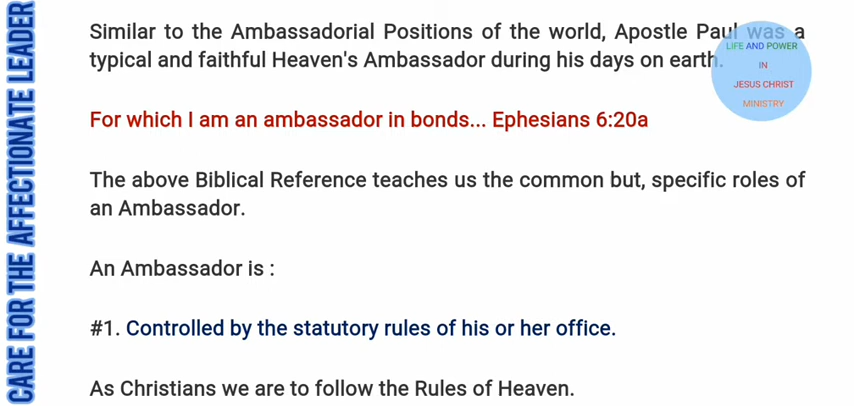 CARE FOR THE AFFECTIONATE LEADER
Similar to the Ambassadorial Positions of the world, Apostle Paul was a
typical and faithful Heaven's Ambassador during his days on earth.
LIFE AND POWER
IN
JESUS CHRIST
MINISTRY
For which I am an ambassador in bonds... Ephesians 6:20a
The above Biblical Reference teaches us the common but, specific roles of
an Ambassador.
An Ambassador is :
#1. Controlled by the statutory rules of his or her office.
As Christians we are to follow the Rules of Heaven.